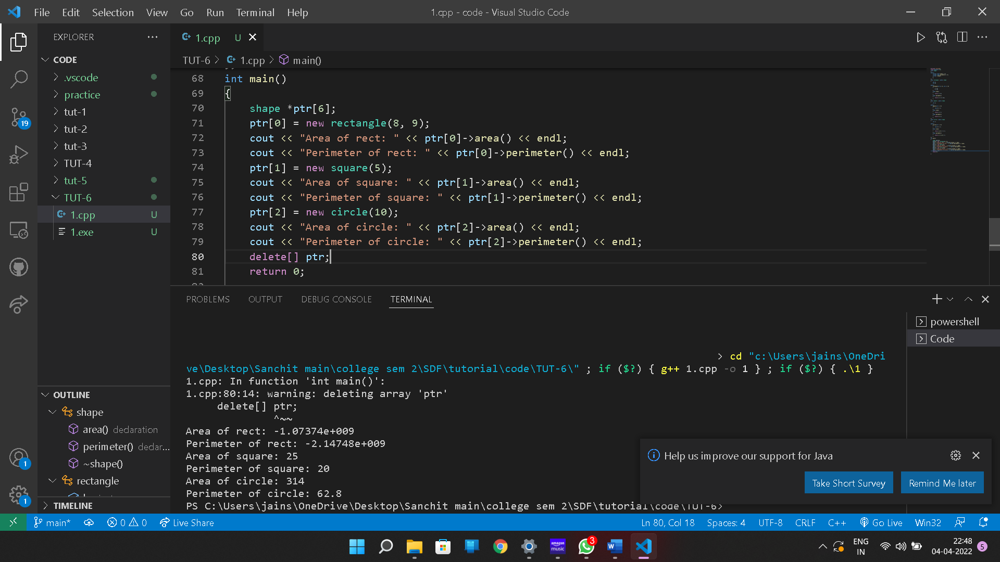 File Edit Selection View Go Run Terminal Help
1.cpp - code - Visual Studio Code
EXPLORER
CODE
.vscode
practice
tut-1
tut-2
tut-3
TUT-4
tut-5
TUT-6
1.cpp U
1.exe U
19
OUTLINE
shape
area() declaration
perimeter() declar...
~shape()
rectangle
TIMELINE
1
1
1.cpp U
TUT-6 > 1.cpp > main()
68 int main()
69 {
70 shape *ptr[6];
71 ptr[0] = new rectangle(8, 9);
72 cout << "Area of rect: " << ptr[0]->area() << endl;
73 cout << "Perimeter of rect: " << ptr[0]->perimeter() << endl;
74 ptr[1] = new square(5);
75 cout << "Area of square: " << ptr[1]->area() << endl;
76 cout << "Perimeter of square: " << ptr[1]->perimeter() << endl;
77 ptr[2] = new circle(10);
78 cout << "Area of circle: " << ptr[2]->area() << endl;
79 cout << "Perimeter of circle: " << ptr[2]->perimeter() << endl;
80 delete[] ptr;
81 return 0;
PROBLEMS OUTPUT DEBUG CONSOLE TERMINAL
powershell
Code
> cd "c:\Users\jains\OneDri
ve\Desktop\Sanchit main\college sem 2\SDF\tutorial\code\TUT-6\" ; if ($?) { g++ 1.cpp -o 1 } ; if ($?) { .\1 }
1.cpp: In function 'int main()':
1.cpp:80:14: warning: deleting array 'ptr'
delete[] ptr;
^~~
Area of rect: -1.07374e+009
Perimeter of rect: -2.14748e+009
Area of square: 25
Perimeter of square: 20
Area of circle: 314
Perimeter of circle: 62.8
PS C:\Users\jains\OneDrive\Desktop\Sanchit main\college sem 2\SDF\tutorial\code\TUT-6>
Help us improve our support for Java
Take Short Survey Remind Me later
main* 0 0 Live Share
Ln 80, Col 18 Spaces: 4 UTF-8 CRLF C++ Go Live Win32
amazon music
3
W
ENG
IN
22:48
04-04-2022
5